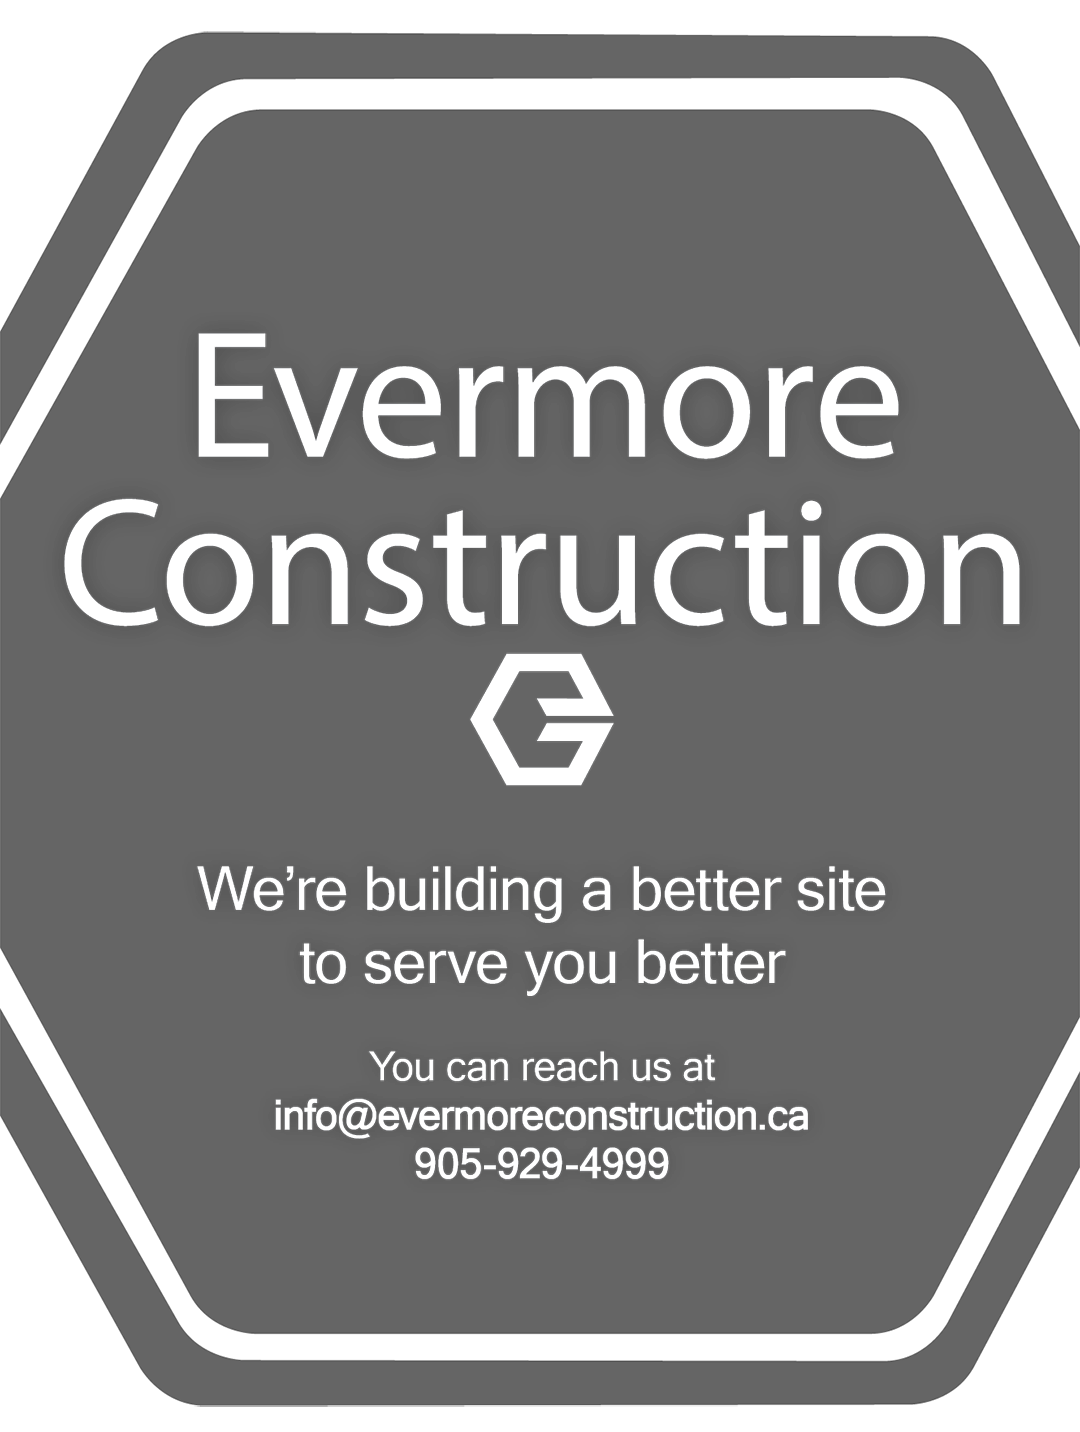 Evermore
Construction
We’re building a better site
to serve you better
You can reach us at
info@evermoreconstruction.ca
905-929-4999